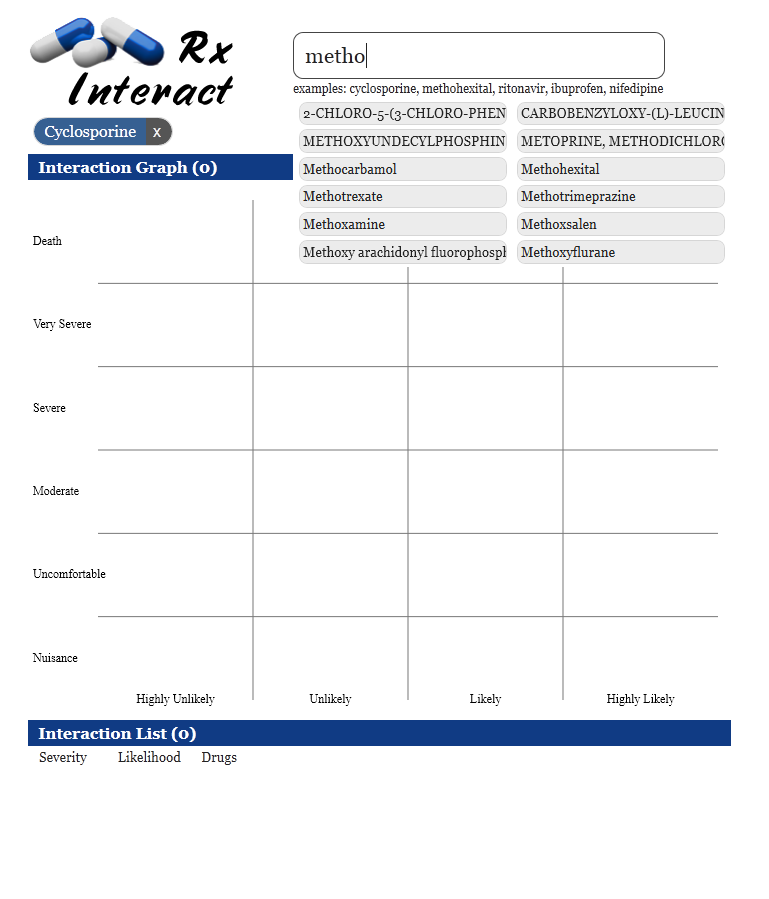 Rx
Interact
metho
examples: cyclosporine, methohexital, ritonavir, ibuprofen, nifedipine
Cyclosporine x
2-CHLORO-5-(3-CHLORO-PHEN CARBOBENZYLOXY-(L)-LEUCIN
METHOXYUNDECYLPHOSPHIN METOPRINE, METHODICHLORO
Interaction Graph (0)
Methocarbamol Methohexital
Methotrexate Methotrimeprazine
Methoxamine Methoxsalen
Methoxy arachidonyl fluorophosph Methoxyflurane
Death
Very Severe
Severe
Moderate
Uncomfortable
Nuisance
Highly Unlikely Unlikely Likely Highly Likely
Interaction List (0)
Severity Likelihood Drugs